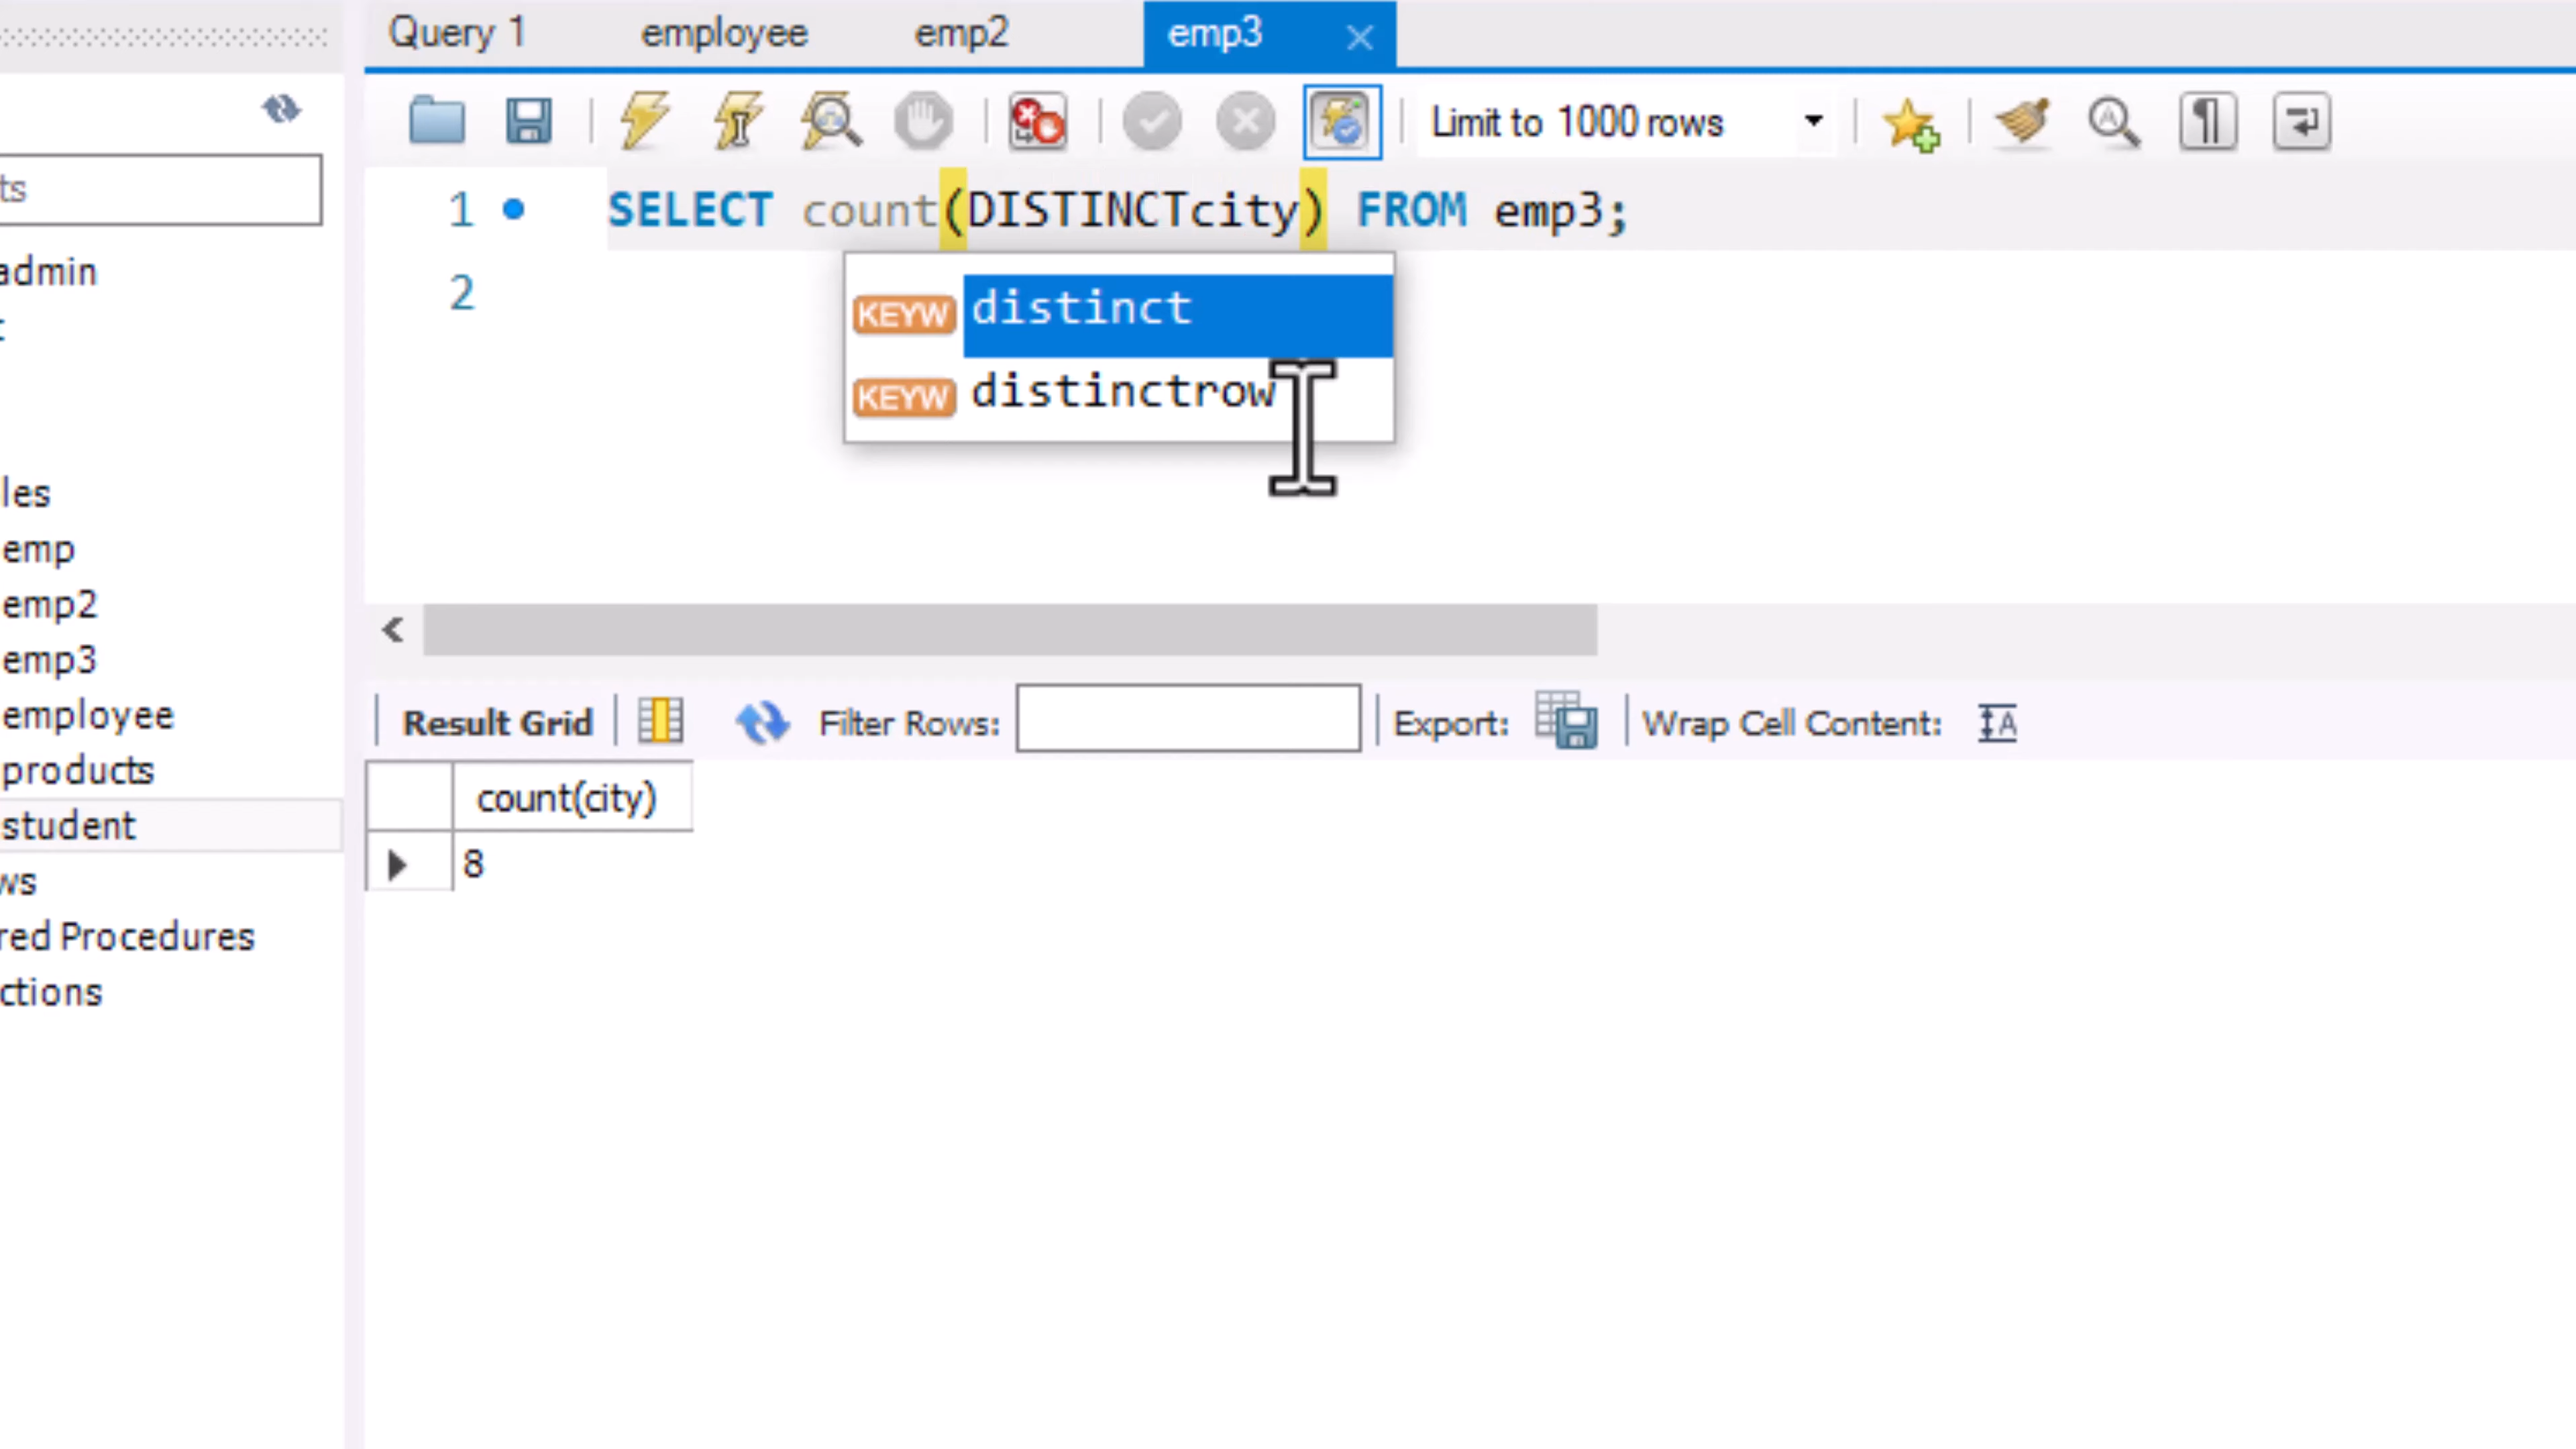 Query 1 employee emp2 emp3
Limit to 1000 rows
ts
1 SELECT count(DISTINCTcity) FROM emp3;
2
KEYW distinct
KEYW distinctrow
admin
t
les
emp
emp2
emp3
employee
products
student
ws
red Procedures
ctions
Result Grid Filter Rows: Export: Wrap Cell Content:
count(city)
8